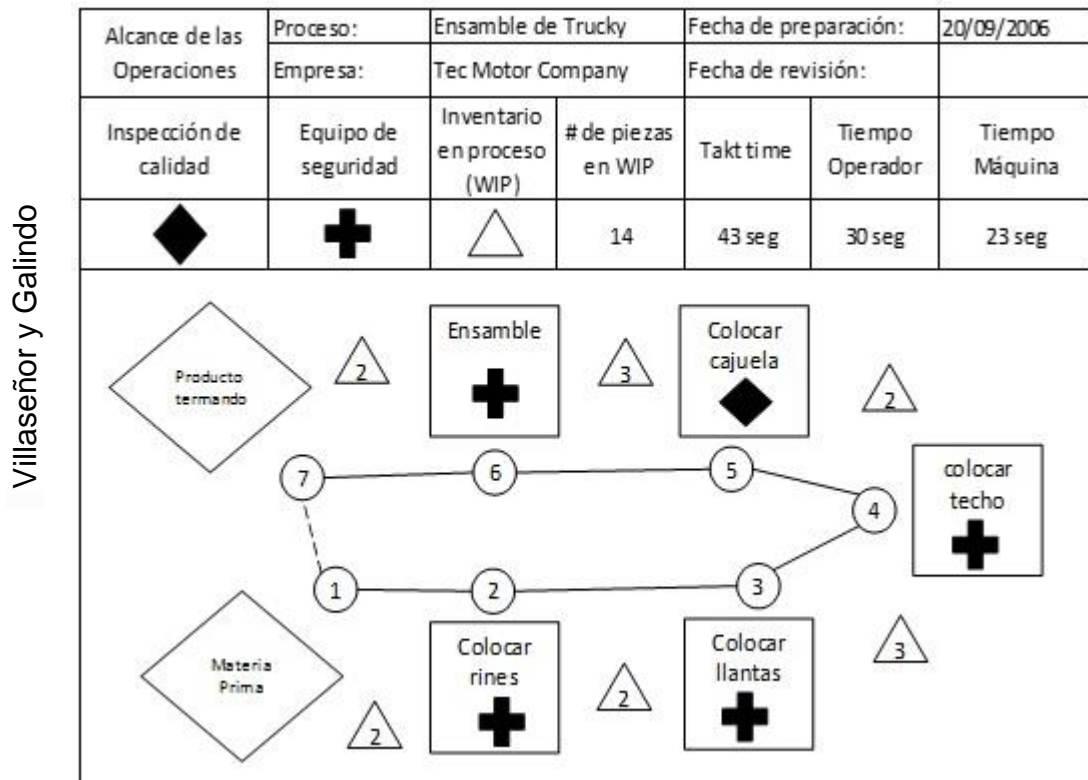 Villaseñor y Galindo
Alcance de las
Operaciones
Proceso:
Ensamble de Trucky
Fecha de preparación:
20/09/2006
Empresa:
Tec Motor Company
Fecha de revisión:
Inspección de
calidad
Equipo de
seguridad
Inventario
en proceso
(WIP)
# de piezas
en WIP
Takt time
Tiempo
Operador
Tiempo
Máquina
14
43 seg
30 seg
23 seg
Producto
termando
2
Ensamble
3
Colocar
cajuela
2
7
6
5
4
colocar
techo
1
2
3
Materia
Prima
2
Colocar
rines
2
Colocar
llantas
3